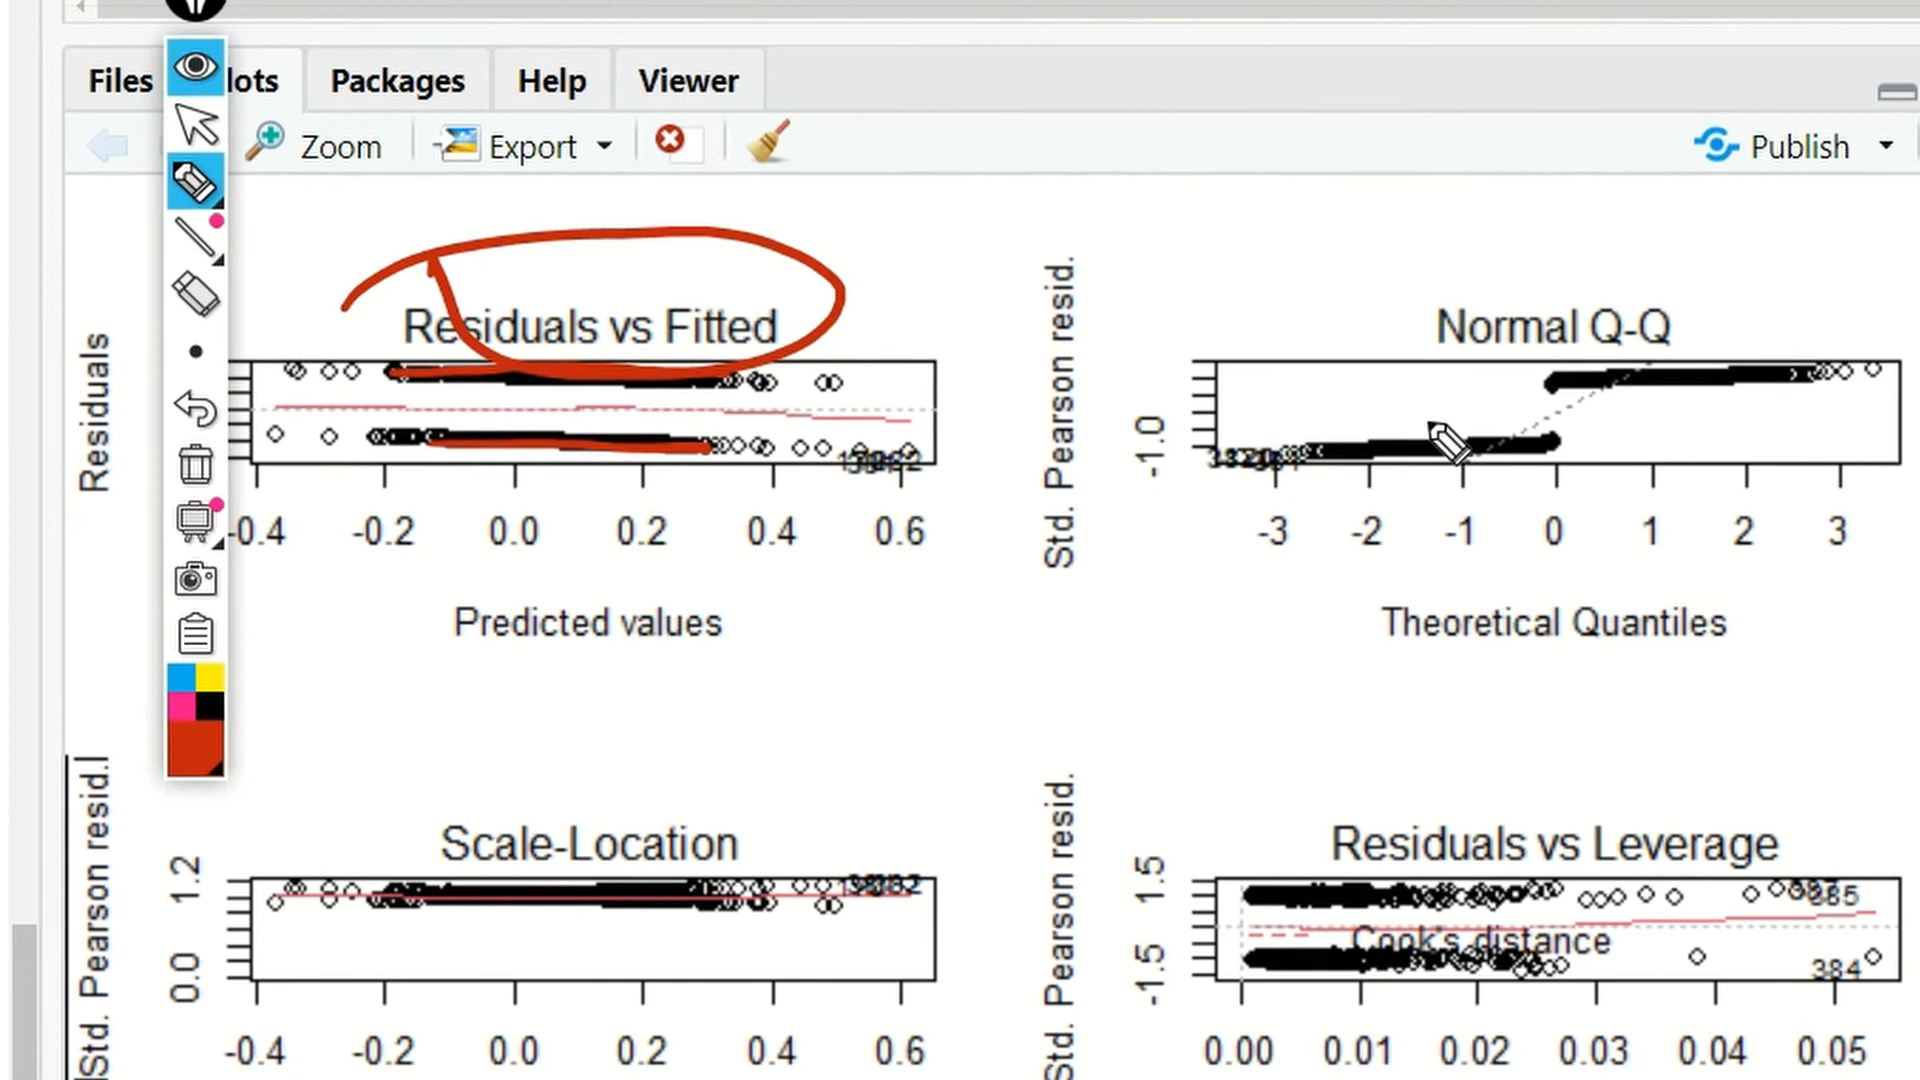 Files lots Packages Help Viewer
Zoom Export Publish
Residuals vs Fitted
Residuals
-0.4 -0.2 0.0 0.2 0.4 0.6
Predicted values
Normal Q-Q
Std. Pearson resid.
-1.0
-3 -2 -1 0 1 2 3
Theoretical Quantiles
Scale-Location
Std. Pearson resid.
0.0 1.2
-0.4 -0.2 0.0 0.2 0.4 0.6
Residuals vs Leverage
Std. Pearson resid.
-1.5 1.5
385
Cook's distance
384
0.00 0.01 0.02 0.03 0.04 0.05